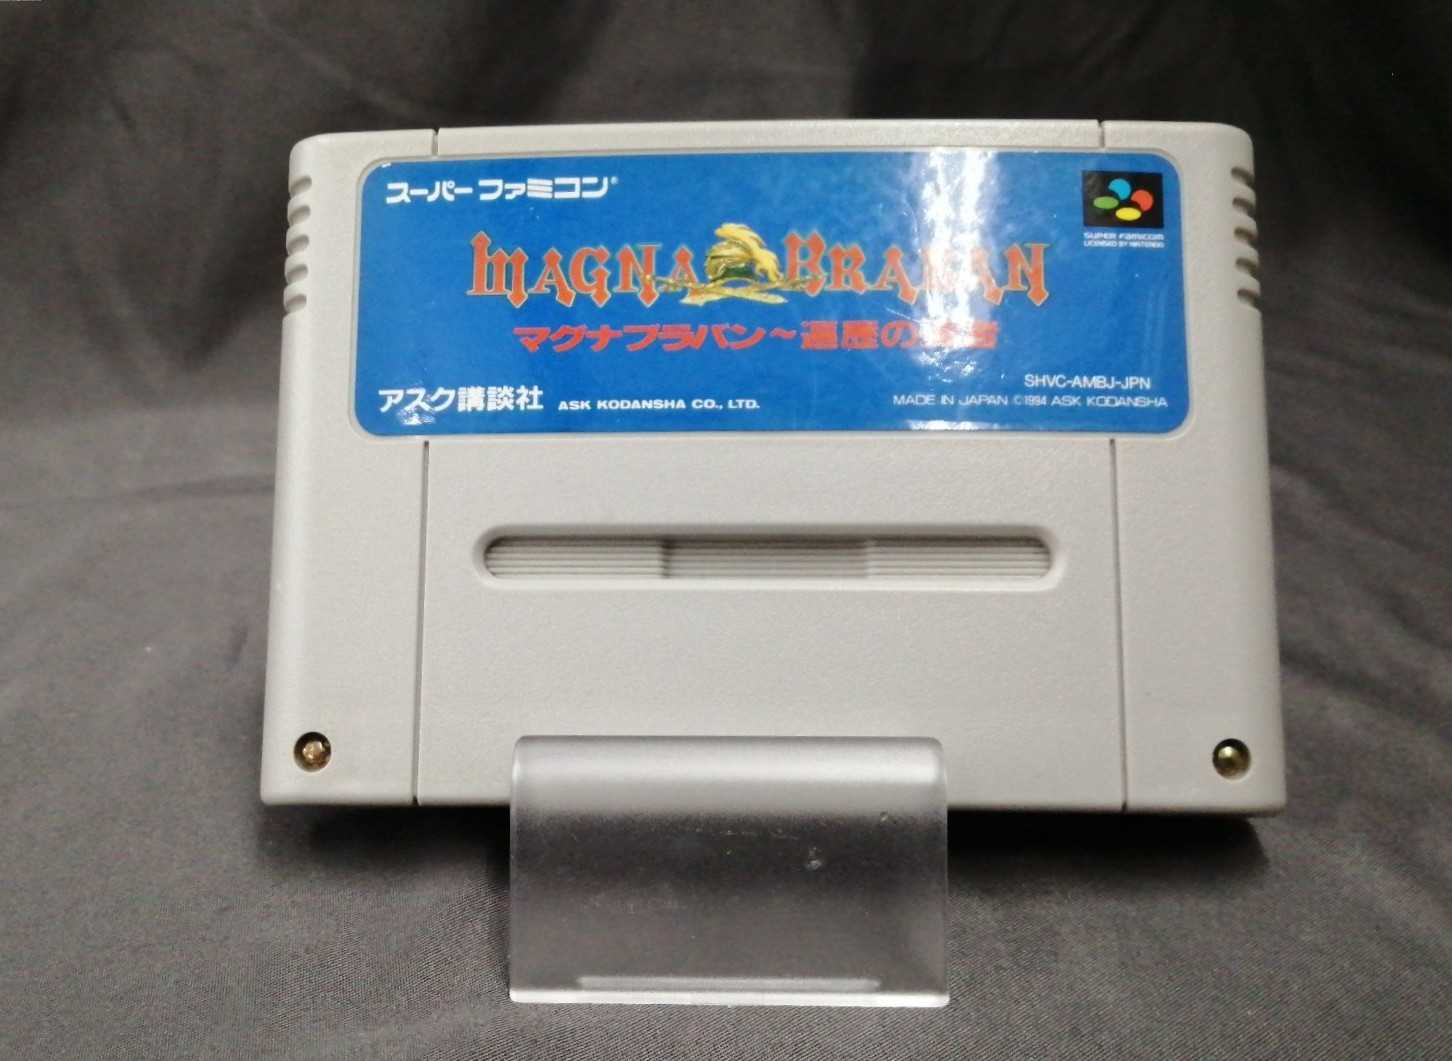 スーパーファミコン®
SUPER FAMICOM
LICENSED BY NINTENDO
MAGNA BRABAN
マグナブラバン〜遍歴の勇者
SHVC-AMBJ-JPN
アスク講談社 ASK KODANSHA CO., LTD.
MADE IN JAPAN ©1994 ASK KODANSHA